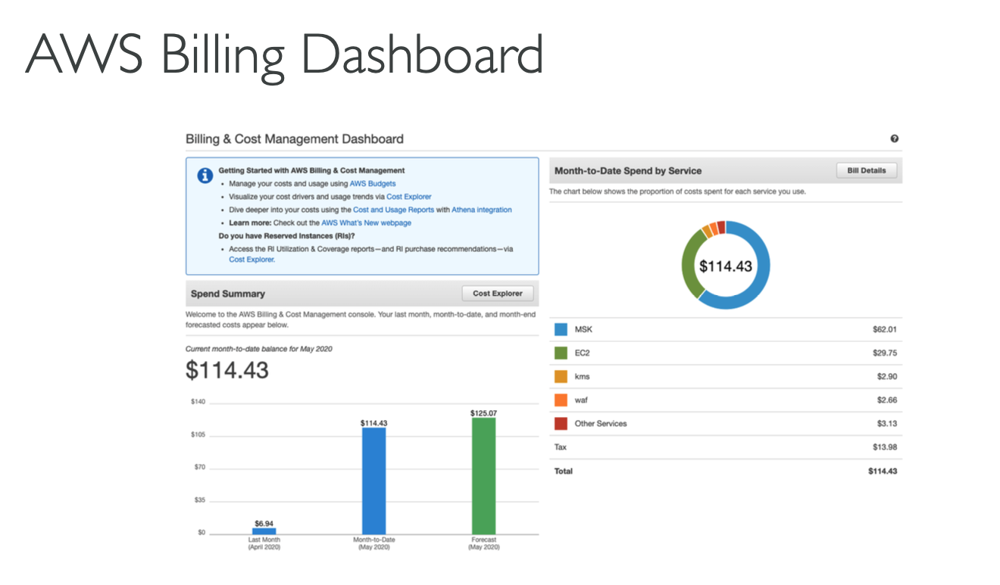 AWS Billing Dashboard
Billing & Cost Management Dashboard
Getting Started with AWS Billing & Cost Management
• Manage your costs and usage using AWS Budgets
• Visualize your cost drivers and usage trends via Cost Explorer
• Dive deeper into your costs using the Cost and Usage Reports with Athena integration
• Learn more: Check out the AWS What's New webpage
Do you have Reserved Instances (RIs)?
• Access the RI Utilization & Coverage reports—and RI purchase recommendations—via
Cost Explorer.
Spend Summary
Cost Explorer
Welcome to the AWS Billing & Cost Management console. Your last month, month-to-date, and month-end
forecasted costs appear below.
Current month-to-date balance for May 2020
$114.43
$140
$105
$70
$35
$0
$6.94
$114.43
$125.07
Last Month
(April 2020)
Month-to-Date
(May 2020)
Forecast
(May 2020)
Month-to-Date Spend by Service
Bill Details
The chart below shows the proportion of costs spent for each service you use.
$114.43
MSK $62.01
EC2 $29.75
kms $2.90
waf $2.66
Other Services $3.13
Tax $13.98
Total $114.43